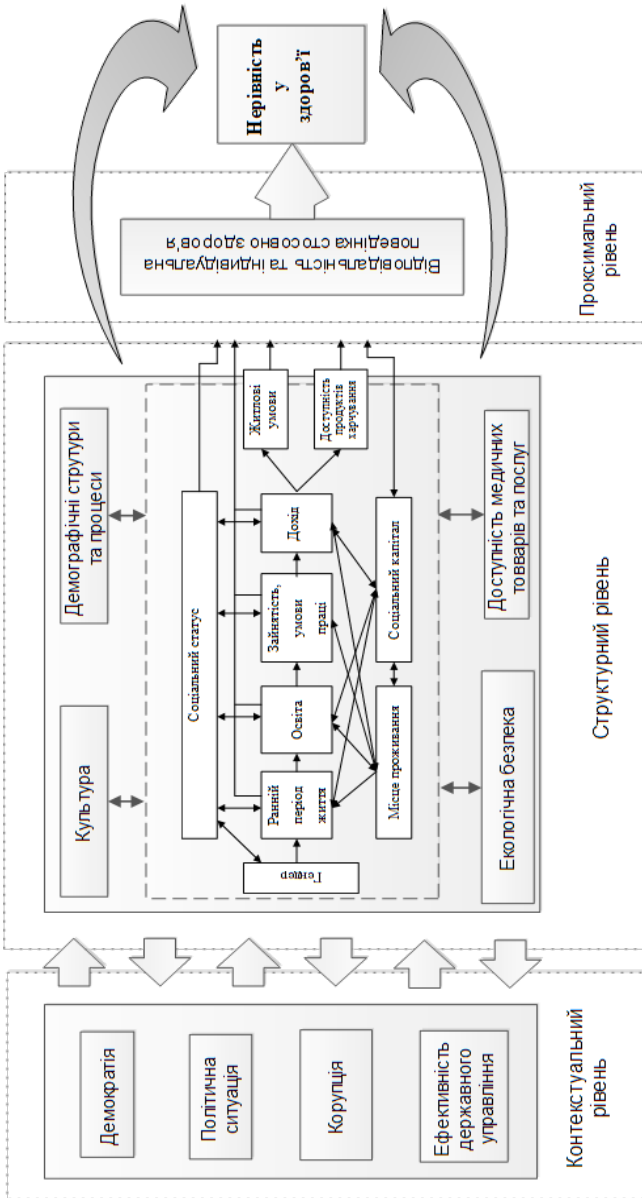 Демократія
Політична
ситуація
Корупція
Ефективність
державного
управління
Контекстуальний
рівень
Культура
Демографічні струтури
та процеси
Соціальний статус
Гендер
Ранній
період
життя
Освіта
Зайнятість,
умови
праці
Дохід
Житлові
умови
Доступність
продуктів
харчування
Місце проживання
Соціальний капітал
Екологічна безпека
Доступність медичних
товварів та послуг
Структурний рівень
Відповідальність та індивідуальна
поведінка стосовно здоров'я
Проксимальний
рівень
Нерівність
у
здоров'ї